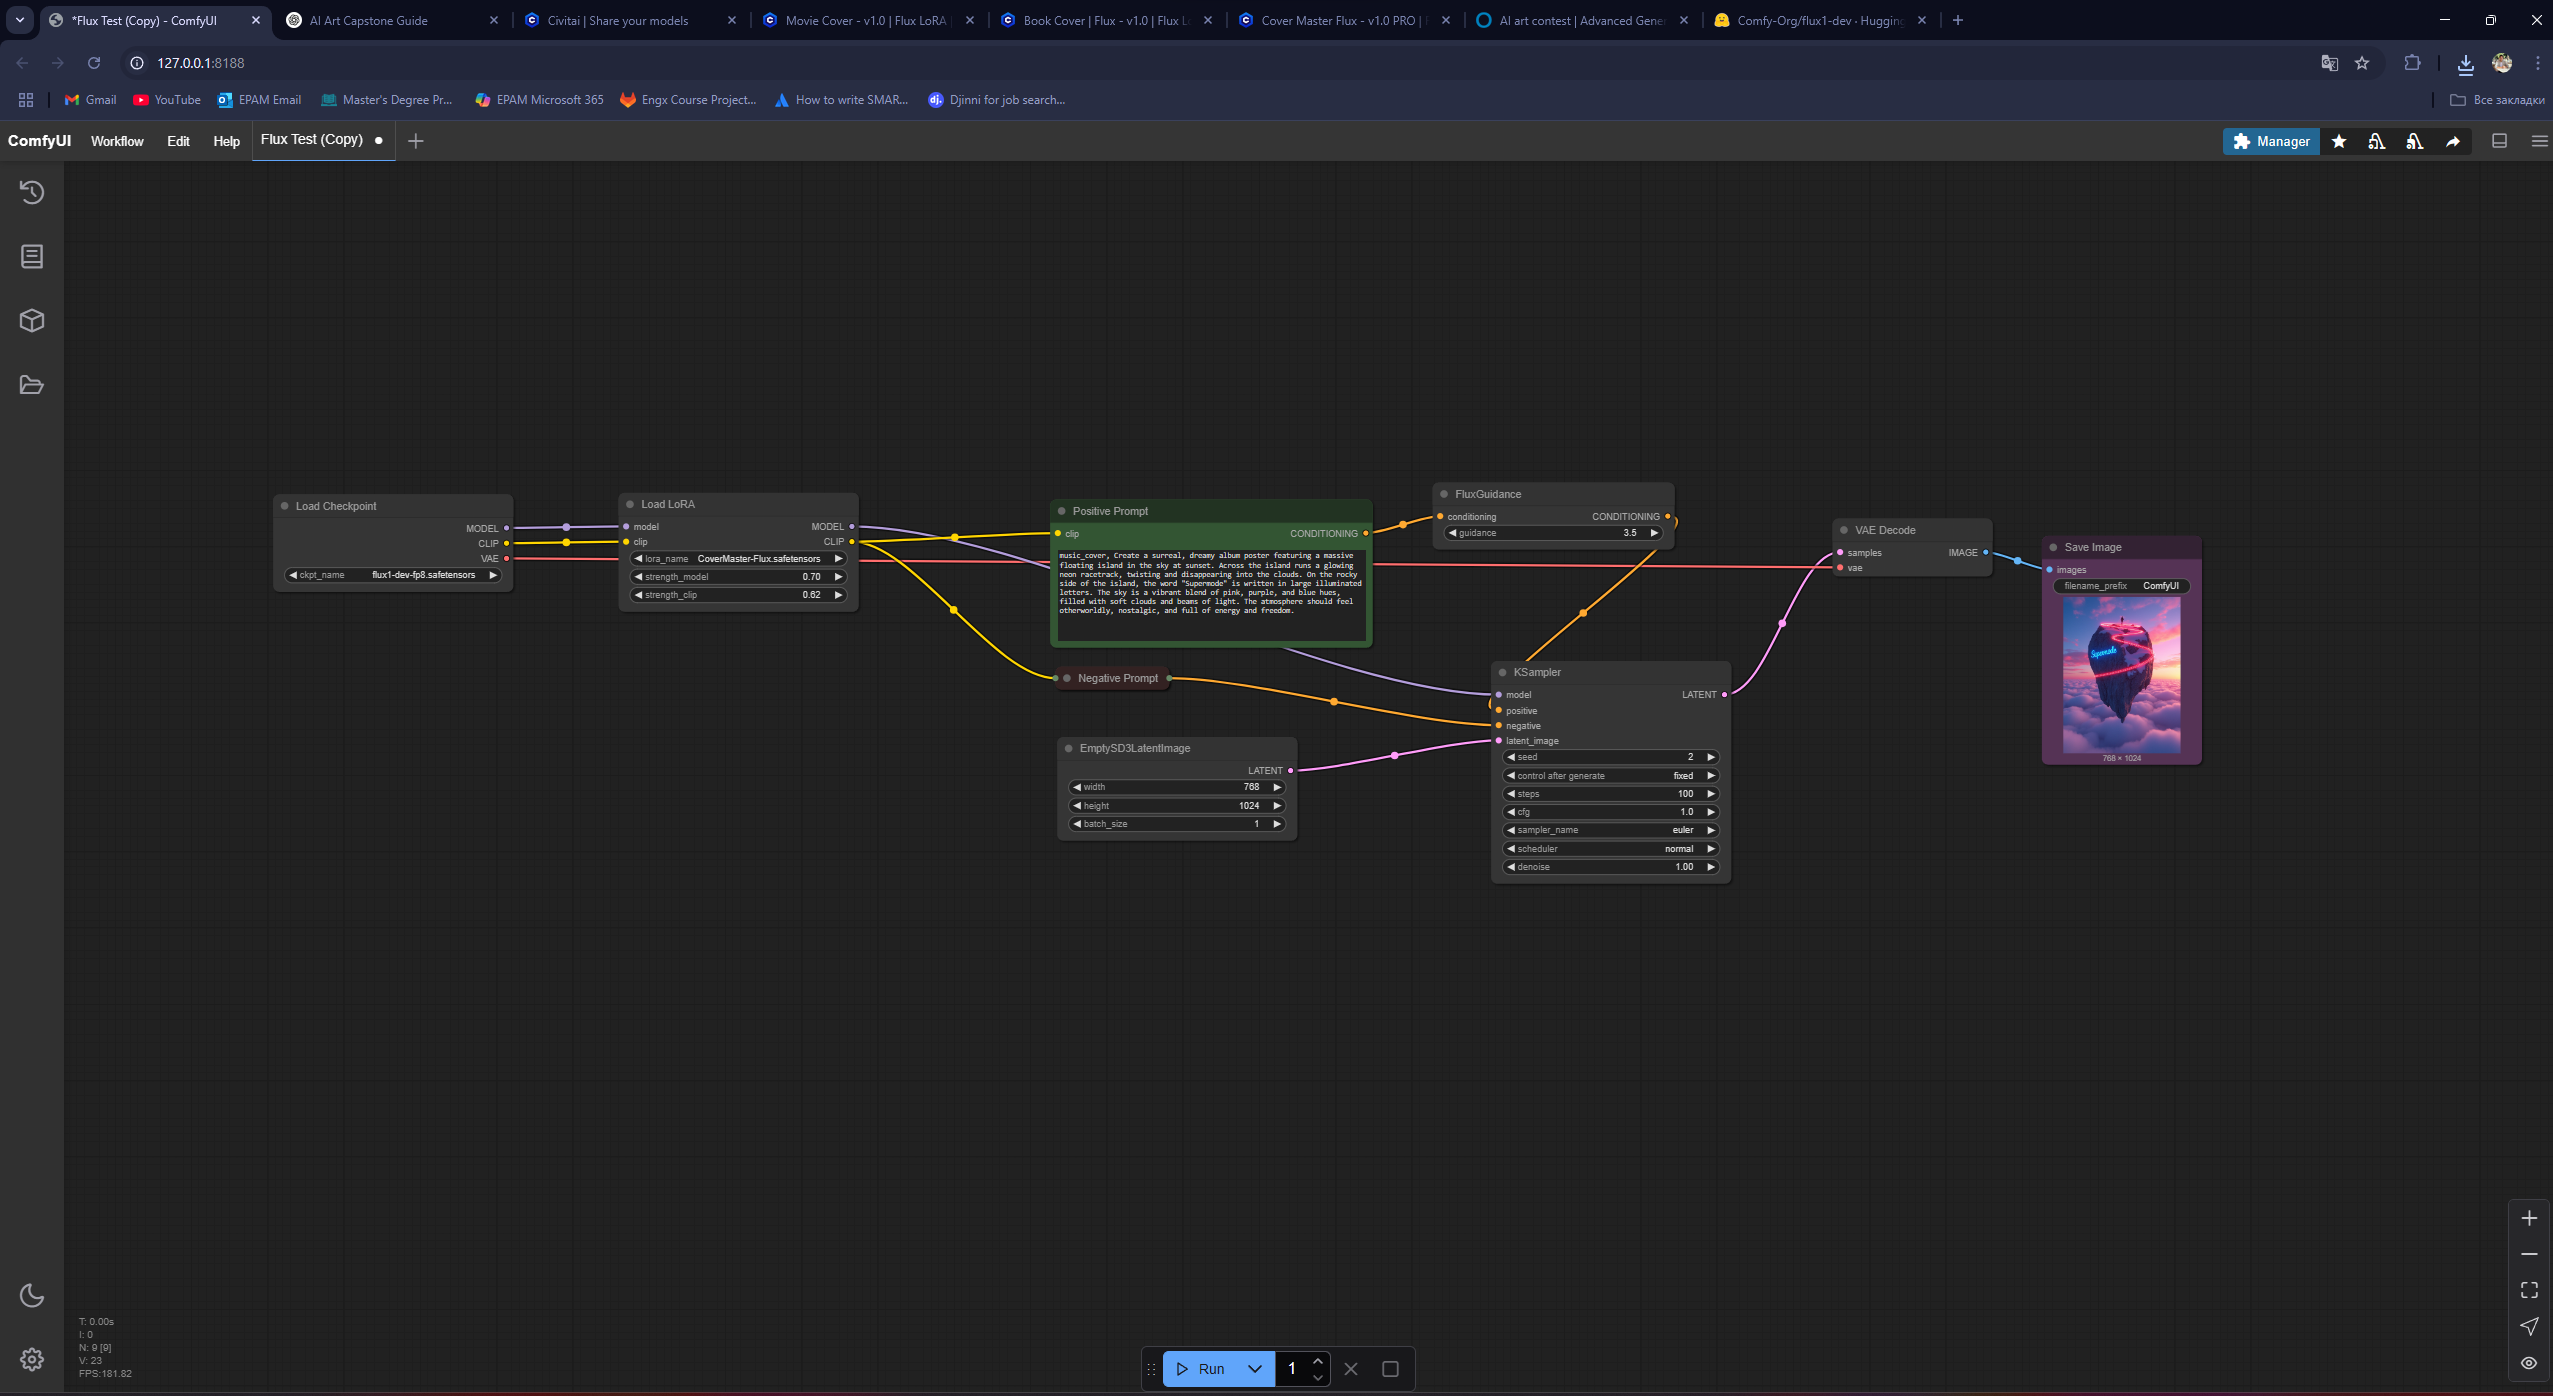 *Flux Test (Copy) - ComfyUI
AI Art Capstone Guide
Civitai | Share your models
Movie Cover - v1.0 | Flux LoRA
Book Cover | Flux - v1.0 | Flux L
Cover Master Flux - v1.0 PRO |
AI art contest | Advanced Gene
Comfy-Org/flux1-dev · Hugging
127.0.0.1:8188
Gmail
YouTube
EPAM Email
Master's Degree Pr...
EPAM Microsoft 365
Engx Course Project...
How to write SMAR...
Djinni for job search...
Все закладки
ComfyUI
Workflow
Edit
Help
Flux Test (Copy)
Manager
Load Checkpoint
MODEL
CLIP
VAE
ckpt_name flux1-dev-fp8.safetensors
Load LoRA
model MODEL
clip CLIP
lora_name CoverMaster-Flux.safetensors
strength_model 0.70
strength_clip 0.62
Positive Prompt
clip CONDITIONING
music_cover, Create a surreal, dreamy album poster featuring a massive
floating island in the sky at sunset. Across the island runs a glowing
neon racetrack, twisting and disappearing into the clouds. On the rocky
side of the island, the word "Supermode" is written in large illuminated
letters. The sky is a vibrant blend of pink, purple, and blue hues,
filled with soft clouds and beams of light. The atmosphere should feel
otherworldly, nostalgic, and full of energy and freedom.
Negative Prompt
EmptySD3LatentImage
LATENT
width 768
height 1024
batch_size 1
FluxGuidance
conditioning CONDITIONING
guidance 3.5
KSampler
model LATENT
positive
negative
latent_image
seed 2
control after generate fixed
steps 100
cfg 1.0
sampler_name euler
scheduler normal
denoise 1.00
VAE Decode
samples IMAGE
vae
Save Image
images
filename_prefix ComfyUI
Supermode
768 × 1024
T: 0.00s
I: 0
N: 9 [9]
V: 23
FPS:181.82
Run
1